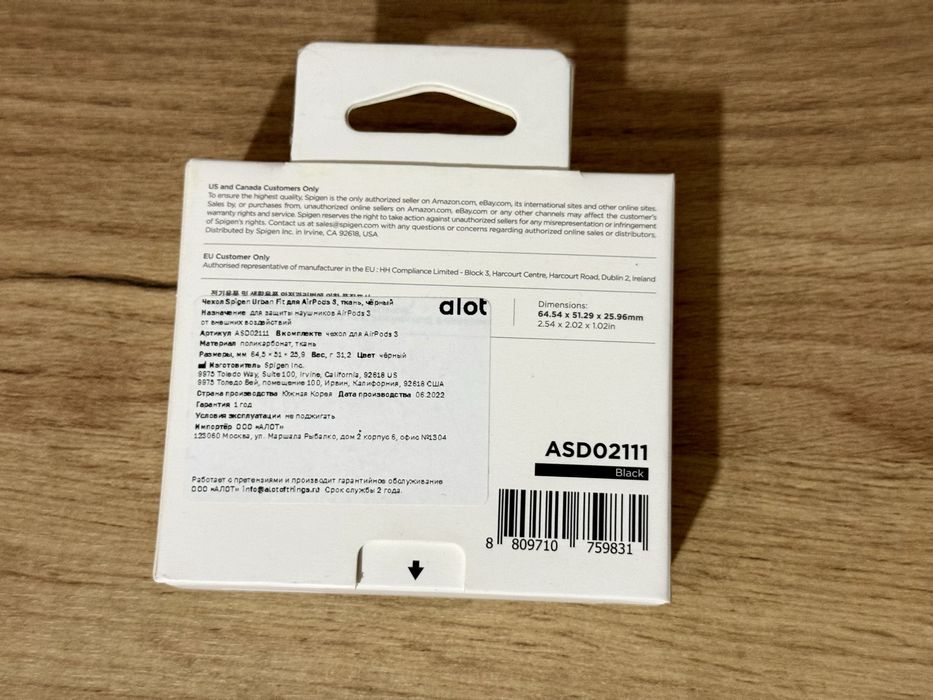 US and Canada Customers Only
To ensure the highest quality, Spigen is the only authorized seller on Amazon.com, eBay.com, its international sites and other online sites.
Sales by, or purchases from, unauthorized online sellers on Amazon.com, eBay.com or any other channels may affect the customer's
warranty rights and service. Spigen reserves the right to take action against unauthorized sellers for any misrepresentation or infringement
of Spigen's rights. Contact us at sales@spigen.com with any questions or concerns regarding authorized online sales or distributors.
Distributed by Spigen Inc. in Irvine, CA 92618, USA
EU Customer Only
Authorised representative of manufacturer in the EU : HH Compliance Limited - Block 3, Harcourt Centre, Harcourt Road, Dublin 2, Ireland
Чехол Spigen Urban Fit для AirPods 3, ткань, чёрный
alot
Назначение для защиты наушников AirPods 3
от внешних воздействий
Артикул ASD02111 В комплекте чехол для AirPods 3
Материал поликарбонат, ткань
Размеры, мм 64,5 × 51 × 25,9 Вес, г 31,2 Цвет чёрный
Изготовитель Spigen Inc.
9975 Toledo Way, Suite 100, Irvine, California, 92618 US
9975 Толедо Вей, помещение 100, Ирвин, Калифорния, 92618 США
Страна производства Южная Корея Дата производства 06.2022
Гарантия 1 год
Условия эксплуатации не поджигать
Импортёр ООО «АЛОТ»
123060 Москва, ул. Маршала Рыбалко, дом 2 корпус 6, офис №1304
Работает с претензиями и производит гарантийное обслуживание
ООО «АЛОТ» info@alotofthings.ru Срок службы 2 года.
Dimensions:
64.54 x 51.29 x 25.96mm
2.54 x 2.02 x 1.02in
ASD02111
Black
8 809710 759831